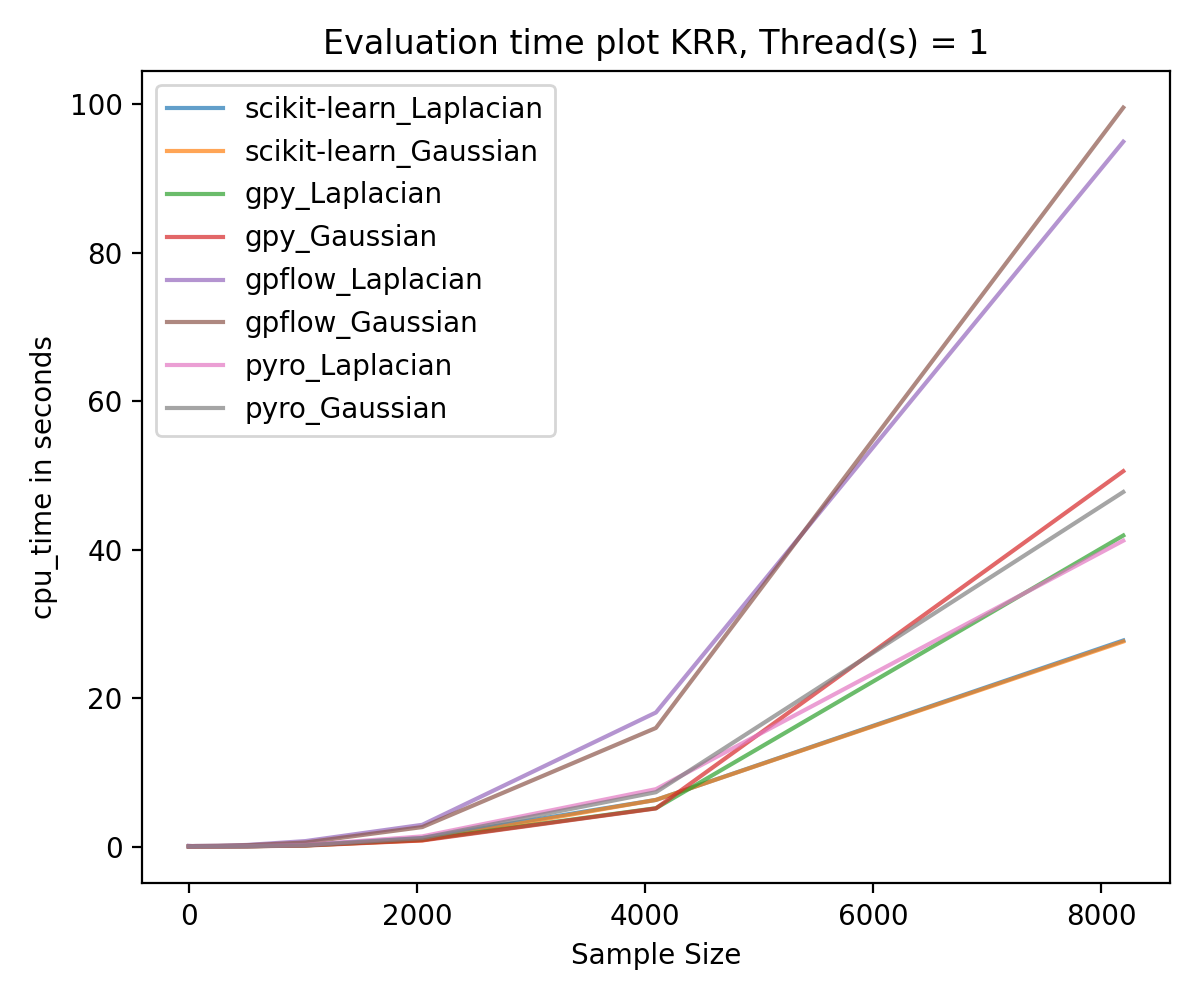 Evaluation time plot KRR, Thread(s) = 1
scikit-learn_Laplacian
scikit-learn_Gaussian
gpy_Laplacian
gpy_Gaussian
gpflow_Laplacian
gpflow_Gaussian
pyro_Laplacian
pyro_Gaussian
cpu_time in seconds
100
80
60
40
20
0
0 2000 4000 6000 8000
Sample Size